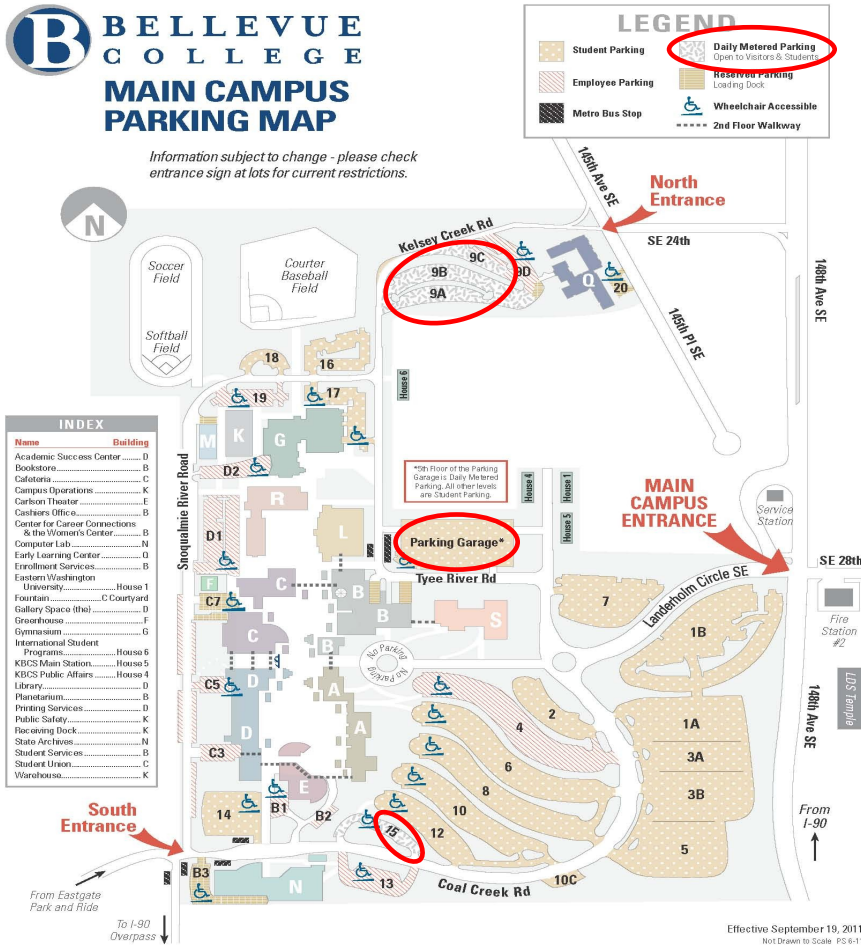 BELLEVUE
COLLEGE
MAIN CAMPUS
PARKING MAP
Information subject to change - please check
entrance sign at lots for current restrictions.
LEGEND
Student Parking
Employee Parking
Metro Bus Stop
Daily Metered Parking
Open to Visitors & Students
Reserved Parking
Loading Dock
Wheelchair Accessible
2nd Floor Walkway
N
North
Entrance
145th Ave SE
SE 24th
148th Ave SE
145th Pl SE
Kelsey Creek Rd
9C
9B
9A
9D
Q
20
Soccer
Field
Courter
Baseball
Field
Softball
Field
18
16
19
17
House 6
M
K
G
D2
R
D1
L
Snoqualmie River Road
*5th Floor of the Parking
Garage is Daily Metered
Parking. All other levels
are Student Parking.
House 4
House 1
House 5
Parking Garage*
Tyee River Rd
MAIN
CAMPUS
ENTRANCE
Service
Station
SE 28th
Fire
Station
#2
LDS Temple
148th Ave SE
From
I-90
Landerholm Circle SE
7
1B
1A
3A
3B
5
F
C7
C
C
B
B
B
S
No Parking
No Parking
C5
D
D
A
A
C3
E
B1
B2
14
2
4
6
8
10
12
15
13
10C
Coal Creek Rd
N
B3
South
Entrance
From Eastgate
Park and Ride
To I-90
Overpass
INDEX
Name Building
Academic Success Center D
Bookstore B
Cafeteria C
Campus Operations K
Carlson Theater E
Cashiers Office B
Center for Career Connections
& the Women's Center B
Computer Lab N
Early Learning Center Q
Enrollment Services B
Eastern Washington
University House 1
Fountain C Courtyard
Gallery Space (the) D
Greenhouse F
Gymnasium G
International Student
Programs House 6
KBCS Main Station House 5
KBCS Public Affairs House 4
Library D
Planetarium B
Printing Services D
Public Safety K
Receiving Dock K
State Archives N
Student Services B
Student Union C
Warehouse K
Effective September 19, 2011
Not Drawn to Scale PS 6-11